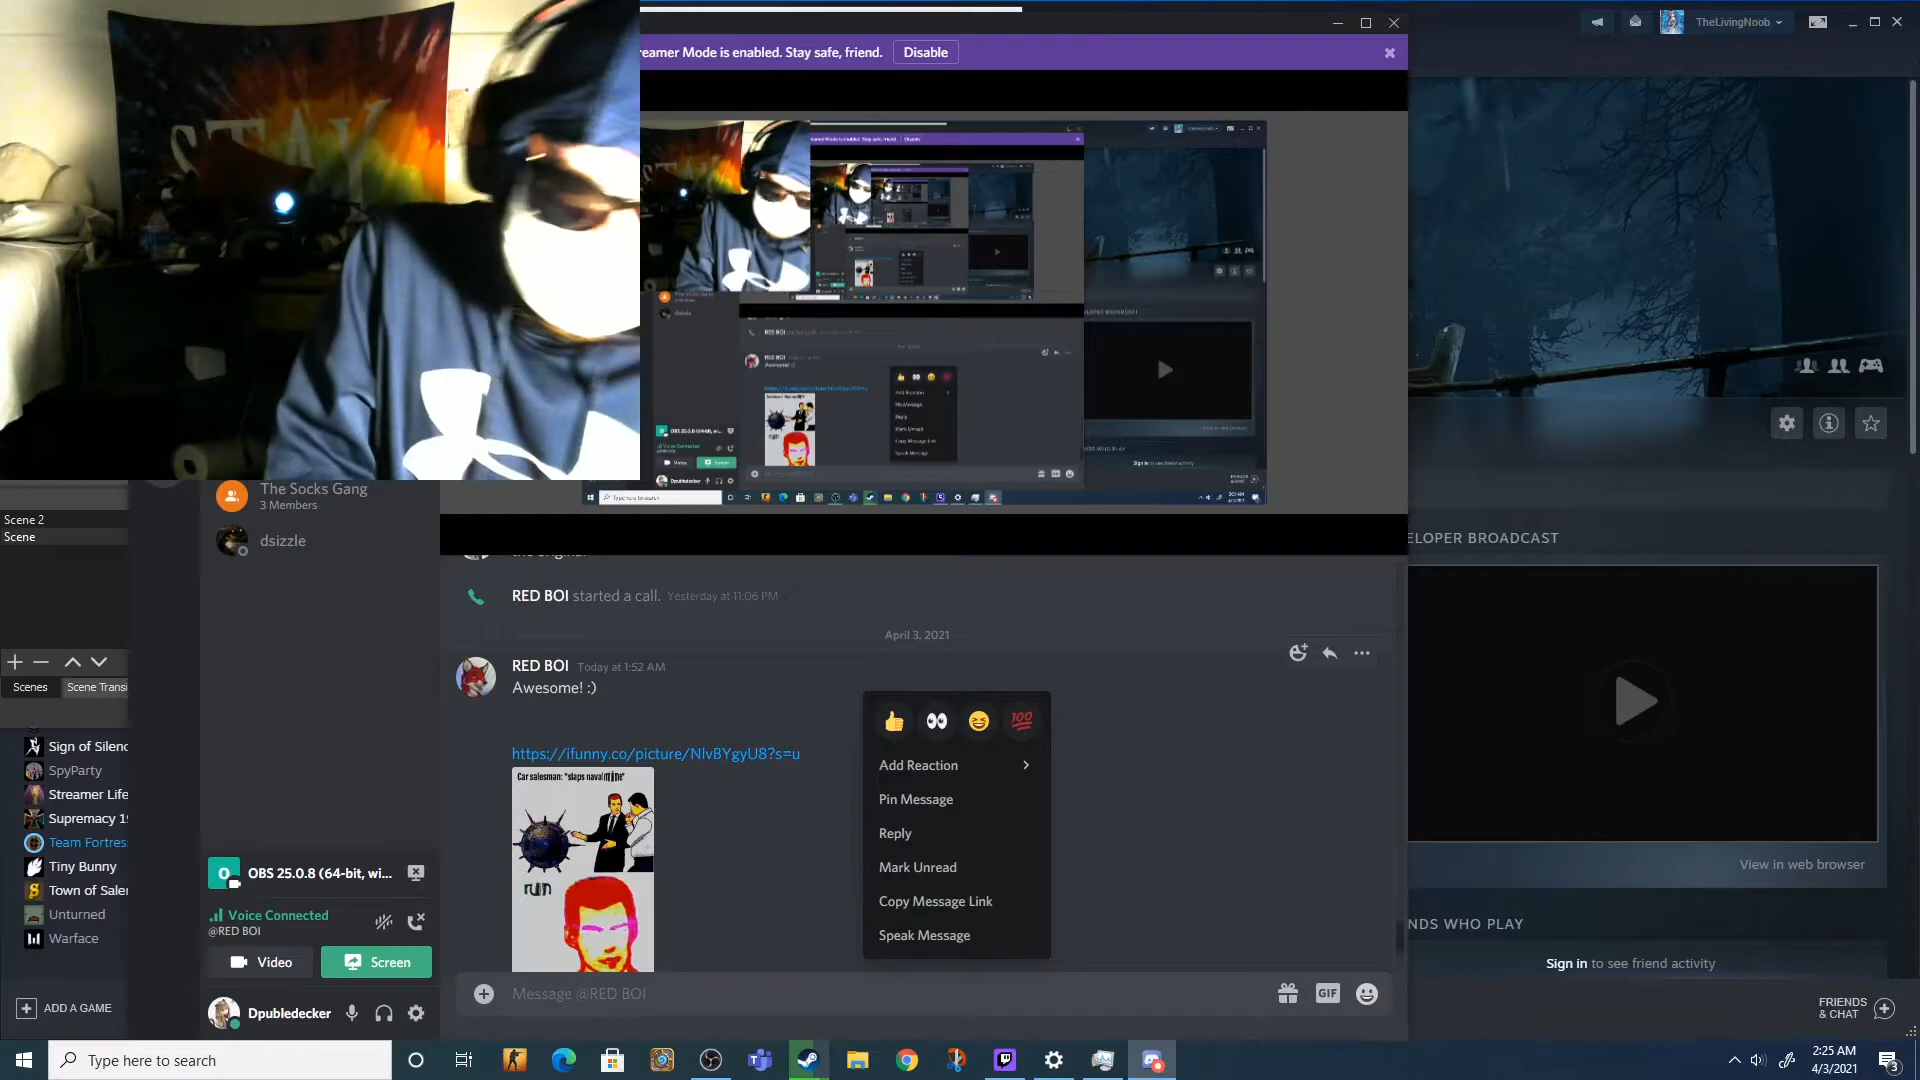 STAY
TheLivingNoob
reamer Mode is enabled. Stay safe, friend.
Disable
The Socks Gang
3 Members
dsizzle
Scene 2
Scene
Scenes
Scene Transi
Sign of Silenc
SpyParty
Streamer Life
Supremacy 19
Team Fortres
Tiny Bunny
Town of Saler
Unturned
Warface
ADD A GAME
OBS 25.0.8 (64-bit, wi...
Voice Connected
@RED BOI
Video
Screen
Dpubledecker
RED BOI started a call. Yesterday at 11:06 PM
April 3, 2021
RED BOI Today at 1:52 AM
Awesome! :)
https://ifunny.co/picture/NlvBYgyU8?s=u
Car salesman: *slaps naval mine*
run
100
Add Reaction
Pin Message
Reply
Mark Unread
Copy Message Link
Speak Message
Message @RED BOI
GIF
ELOPER BROADCAST
View in web browser
NDS WHO PLAY
Sign in to see friend activity
FRIENDS
& CHAT
Type here to search
2:25 AM
4/3/2021
3